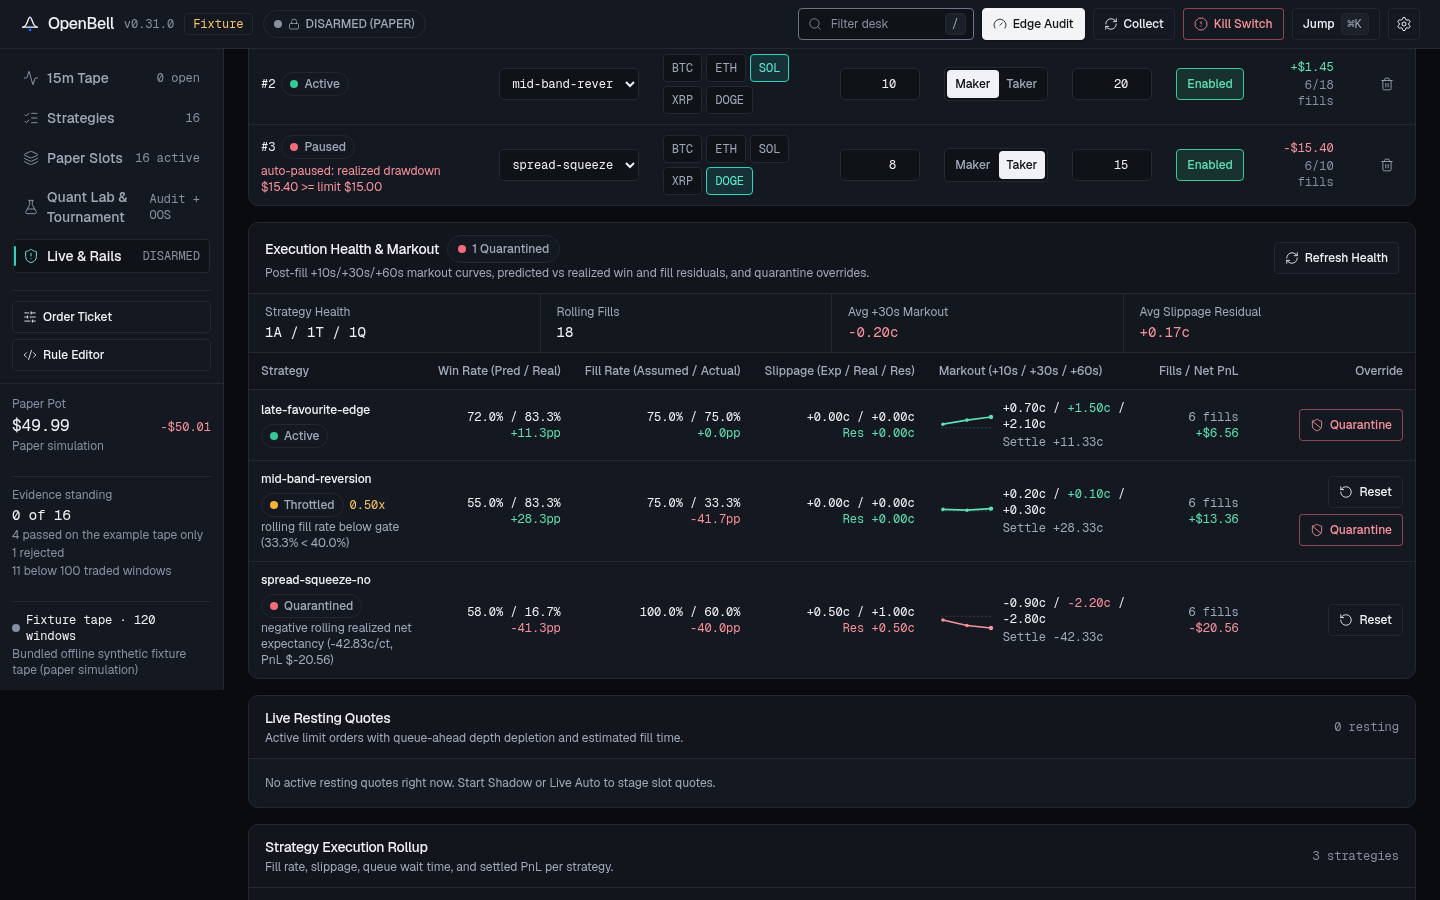 OpenBell v0.31.0 Fixture DISARMED (PAPER) Filter desk / Edge Audit Collect Kill Switch Jump ⌘K
15m Tape 0 open
Strategies 16
Paper Slots 16 active
Quant Lab & Tournament Audit + OOS
Live & Rails DISARMED
Order Ticket
Rule Editor
Paper Pot
$49.99 -$50.01
Paper simulation
Evidence standing
0 of 16
4 passed on the example tape only
1 rejected
11 below 100 traded windows
Fixture tape · 120
windows
Bundled offline synthetic fixture
tape (paper simulation)
#2 Active mid-band-rever BTC ETH SOL 10 Maker Taker 20 Enabled +$1.45
XRP DOGE 6/18
fills
#3 Paused spread-squeeze BTC ETH SOL 8 Maker Taker 15 Enabled -$15.40
auto-paused: realized drawdown XRP DOGE 6/10
$15.40 >= limit $15.00 fills
Execution Health & Markout 1 Quarantined
Post-fill +10s/+30s/+60s markout curves, predicted vs realized win and fill residuals, and quarantine overrides.
Refresh Health
Strategy Health Rolling Fills Avg +30s Markout Avg Slippage Residual
1A / 1T / 1Q 18 -0.20c +0.17c
Strategy Win Rate (Pred / Real) Fill Rate (Assumed / Actual) Slippage (Exp / Real / Res) Markout (+10s / +30s / +60s) Fills / Net PnL Override
late-favourite-edge 72.0% / 83.3% 75.0% / 75.0% +0.00c / +0.00c +0.70c / +1.50c / 6 fills Quarantine
Active +11.3pp +0.0pp Res +0.00c +2.10c +$6.56
Settle +11.33c
mid-band-reversion 55.0% / 83.3% 75.0% / 33.3% +0.00c / +0.00c +0.20c / +0.10c / 6 fills Reset
Throttled 0.50x +28.3pp -41.7pp Res +0.00c +0.30c +$13.36 Quarantine
rolling fill rate below gate Settle +28.33c
(33.3% < 40.0%)
spread-squeeze-no 58.0% / 16.7% 100.0% / 60.0% +0.50c / +1.00c -0.90c / -2.20c / 6 fills Reset
Quarantined -41.3pp -40.0pp Res +0.50c -2.80c -$20.56
negative rolling realized net Settle -42.33c
expectancy (-42.83c/ct,
PnL $-20.56)
Live Resting Quotes 0 resting
Active limit orders with queue-ahead depth depletion and estimated fill time.
No active resting quotes right now. Start Shadow or Live Auto to stage slot quotes.
Strategy Execution Rollup 3 strategies
Fill rate, slippage, queue wait time, and settled PnL per strategy.